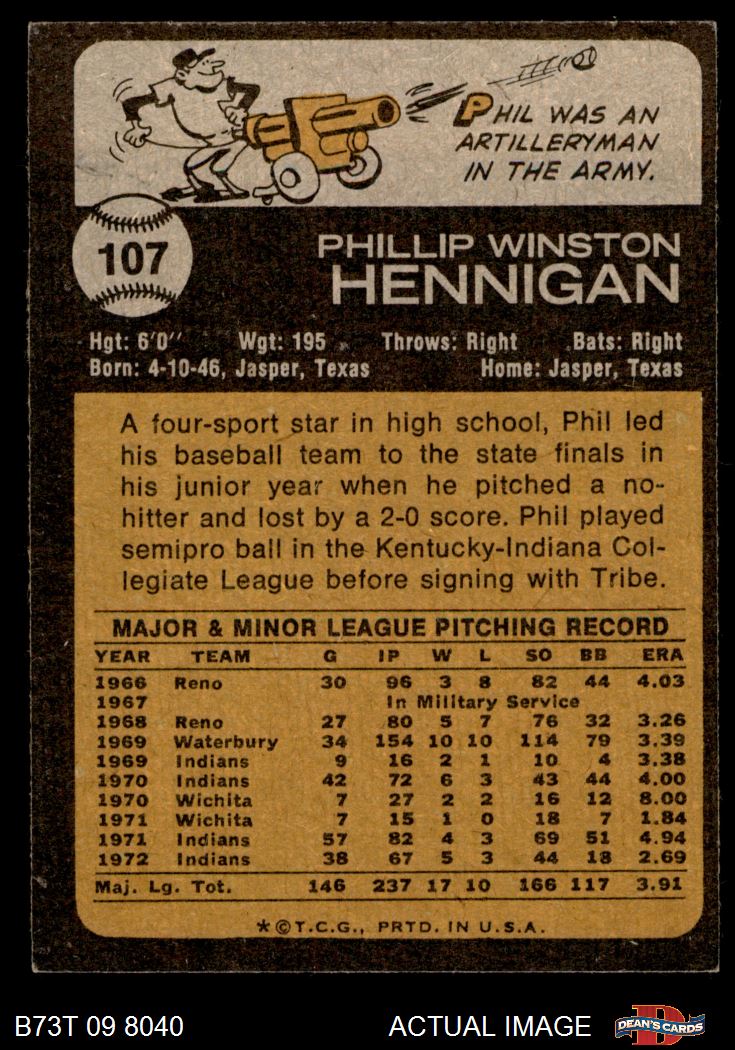 PHIL WAS AN
ARTILLERYMAN
IN THE ARMY.
107
PHILLIP WINSTON
HENNIGAN
Hgt: 6'0" Wgt: 195 Throws: Right Bats: Right
Born: 4-10-46, Jasper, Texas Home: Jasper, Texas
A four-sport star in high school, Phil led
his baseball team to the state finals in
his junior year when he pitched a no-
hitter and lost by a 2-0 score. Phil played
semipro ball in the Kentucky-Indiana Col-
legiate League before signing with Tribe.
MAJOR & MINOR LEAGUE PITCHING RECORD
YEAR TEAM G IP W L SO BB ERA
1966 Reno 30 96 3 8 82 44 4.03
1967 In Military Service
1968 Reno 27 80 5 7 76 32 3.26
1969 Waterbury 34 154 10 10 114 79 3.39
1969 Indians 9 16 2 1 10 4 3.38
1970 Indians 42 72 6 3 43 44 4.00
1970 Wichita 7 27 2 2 16 12 8.00
1971 Wichita 7 15 1 0 18 7 1.84
1971 Indians 57 82 4 3 69 51 4.94
1972 Indians 38 67 5 3 44 18 2.69
Maj. Lg. Tot. 146 237 17 10 166 117 3.91
*©T.C.G., PRTD. IN U.S.A.
B73T 09 8040 ACTUAL IMAGE D DEAN'S CARDS